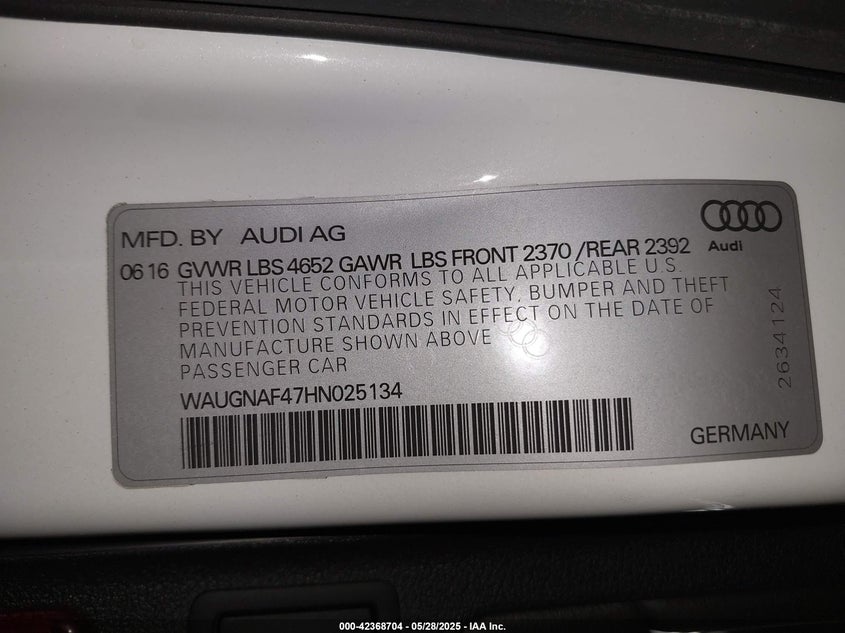 MFD. BY AUDI AG
Audi
06 16 GVWR LBS 4652 GAWR LBS FRONT 2370 /REAR 2392
THIS VEHICLE CONFORMS TO ALL APPLICABLE U.S.
FEDERAL MOTOR VEHICLE SAFETY, BUMPER AND THEFT
PREVENTION STANDARDS IN EFFECT ON THE DATE OF
MANUFACTURE SHOWN ABOVE
PASSENGER CAR
2634124
WAUGNAF47HN025134
GERMANY
000-42368704 - 05/28/2025 - IAA Inc.